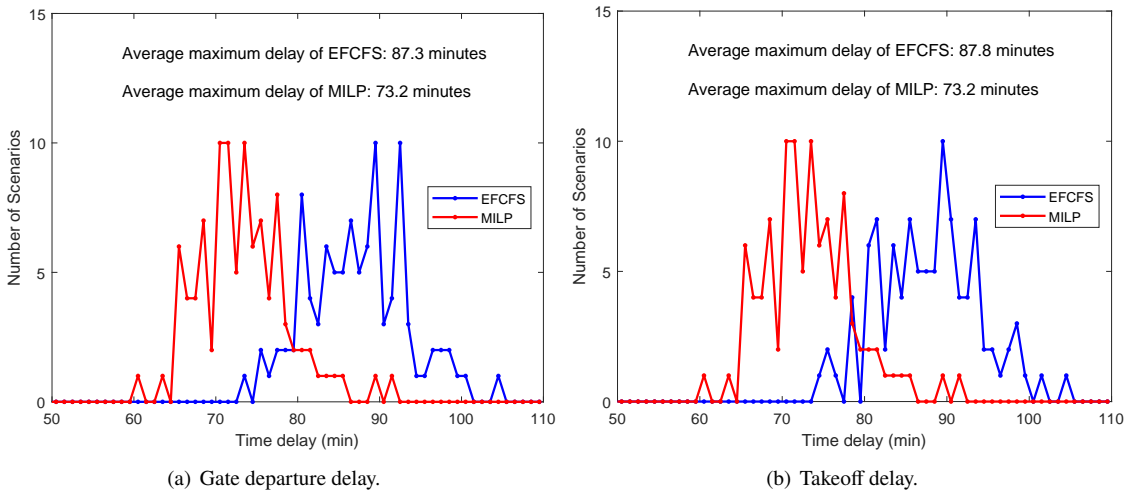 15
10
5
0
Number of Scenarios
Average maximum delay of EFCFS: 87.3 minutes
Average maximum delay of MILP: 73.2 minutes
EFCFS
MILP
50 60 70 80 90 100 110
Time delay (min)
(a) Gate departure delay.
15
10
5
0
Number of Scenarios
Average maximum delay of EFCFS: 87.8 minutes
Average maximum delay of MILP: 73.2 minutes
EFCFS
MILP
50 60 70 80 90 100 110
Time delay (min)
(b) Takeoff delay.